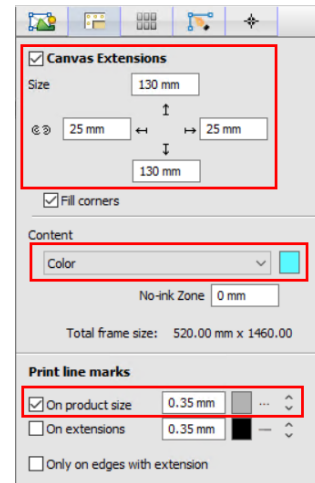 Canvas Extensions
Size 130 mm
25 mm 25 mm
130 mm
Fill corners
Content
Color
No-ink Zone 0 mm
Total frame size: 520.00 mm x 1460.00
Print line marks
On product size 0.35 mm
On extensions 0.35 mm
Only on edges with extension